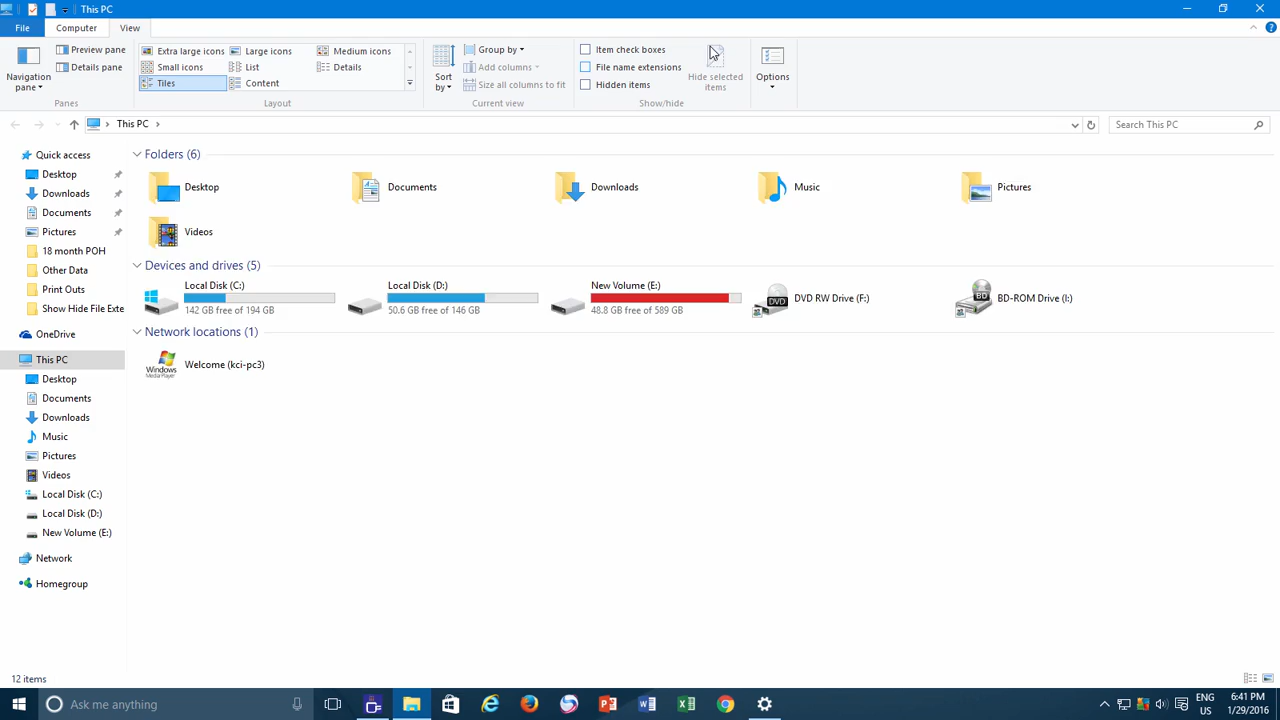 This PC
File
Computer
View
Navigation pane
Preview pane
Details pane
Panes
Extra large icons
Large icons
Medium icons
Small icons
List
Details
Tiles
Content
Layout
Sort by
Group by
Add columns
Size all columns to fit
Current view
Item check boxes
File name extensions
Hidden items
Hide selected items
Show/hide
Options
This PC
Search This PC
Quick access
Desktop
Downloads
Documents
Pictures
18 month POH
Other Data
Print Outs
Show Hide File Exte
OneDrive
This PC
Desktop
Documents
Downloads
Music
Pictures
Videos
Local Disk (C:)
Local Disk (D:)
New Volume (E:)
Network
Homegroup
Folders (6)
Desktop
Documents
Downloads
Music
Pictures
Videos
Devices and drives (5)
Local Disk (C:)
142 GB free of 194 GB
Local Disk (D:)
50.6 GB free of 146 GB
New Volume (E:)
48.8 GB free of 589 GB
DVD
DVD RW Drive (F:)
BD
BD-ROM Drive (I:)
Network locations (1)
Windows
Media Player
Welcome (kci-pc3)
12 items
Ask me anything
ENG
US
6:41 PM
1/29/2016